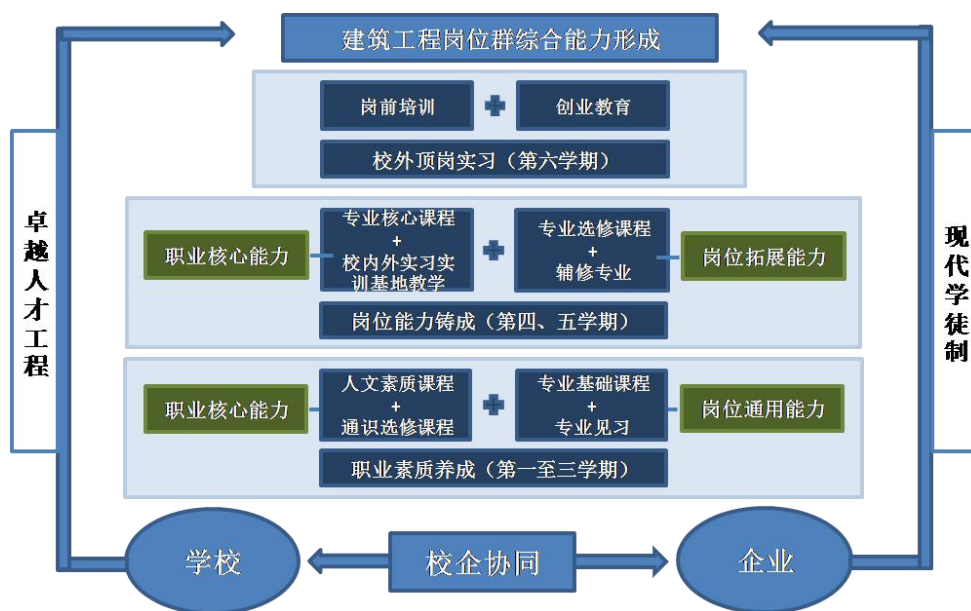 建筑工程岗位群综合能力形成
岗前培训
创业教育
校外顶岗实习（第六学期）
卓越人才工程
现代学徒制
职业核心能力
专业核心课程
+
校内外实习实
训基地教学
专业选修课程
+
辅修专业
岗位拓展能力
岗位能力铸成（第四、五学期）
职业核心能力
人文素质课程
+
通识选修课程
专业基础课程
+
专业见习
岗位通用能力
职业素质养成（第一至三学期）
学校
校企协同
企业